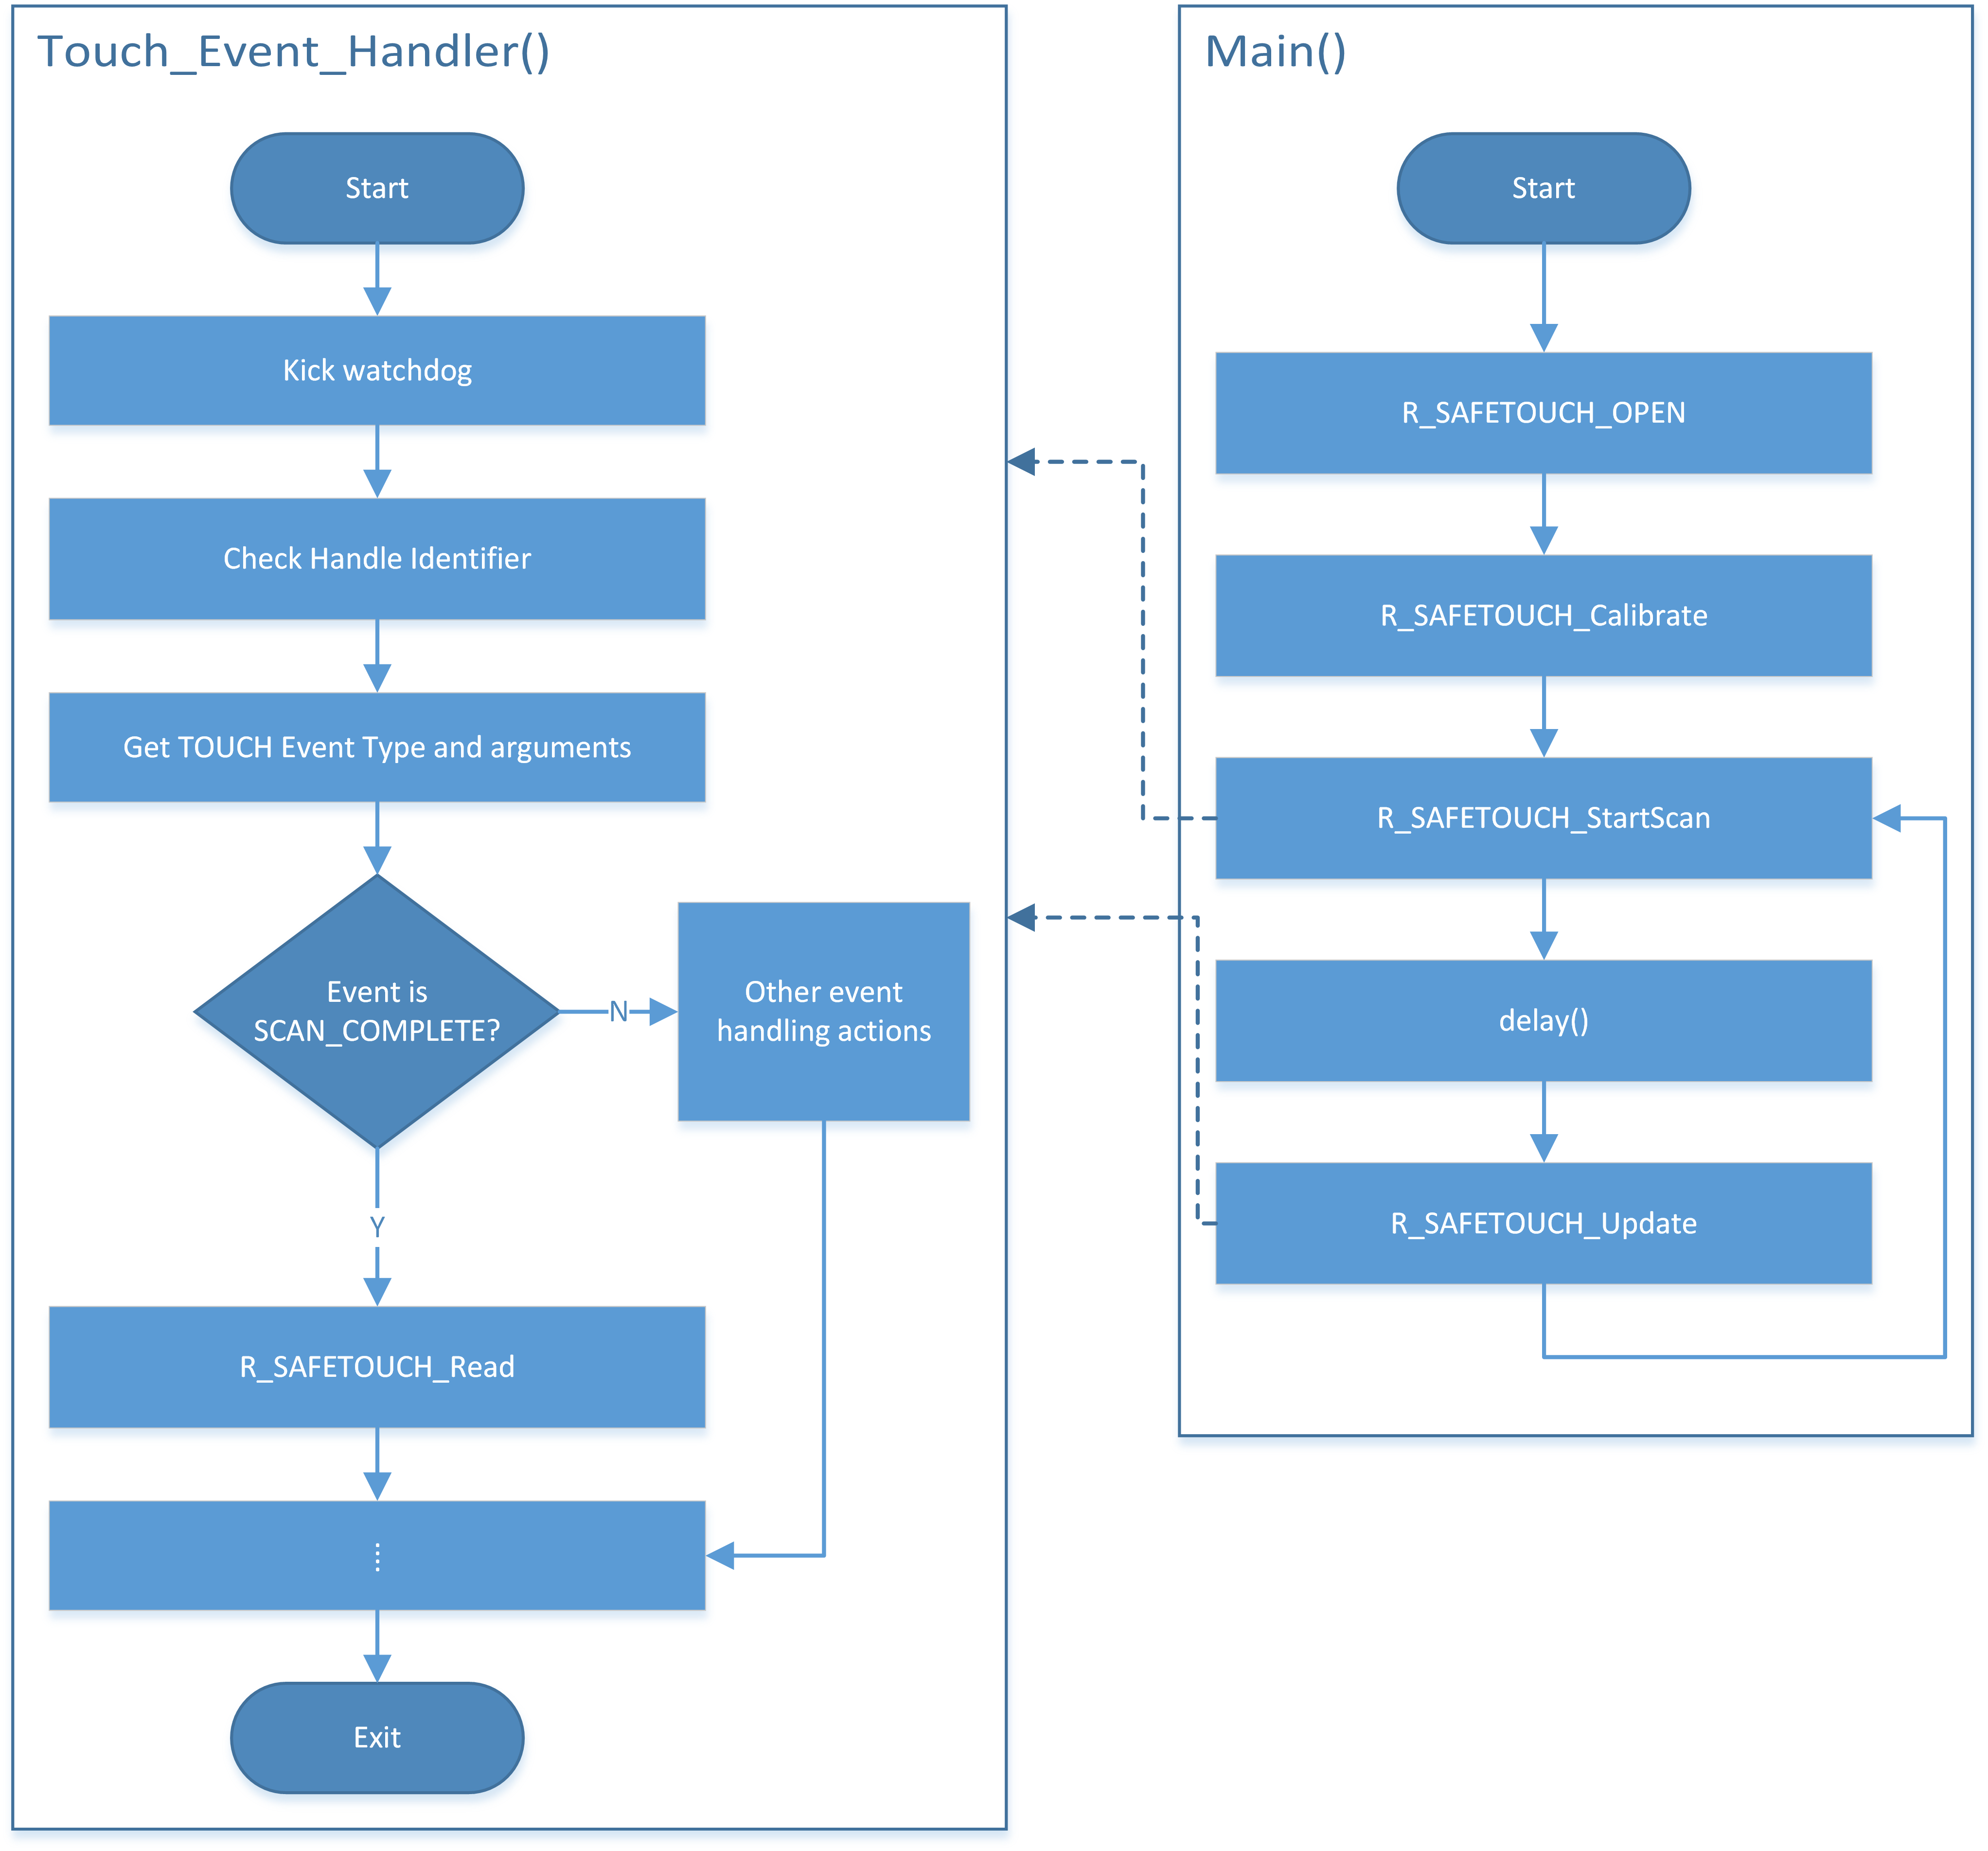 Touch_Event_Handler()
Start
Kick watchdog
Check Handle Identifier
Get TOUCH Event Type and arguments
Event is
SCAN_COMPLETE?
N
Other event
handling actions
Y
R_SAFETOUCH_Read
⋮
Exit
Main()
Start
R_SAFETOUCH_OPEN
R_SAFETOUCH_Calibrate
R_SAFETOUCH_StartScan
delay()
R_SAFETOUCH_Update